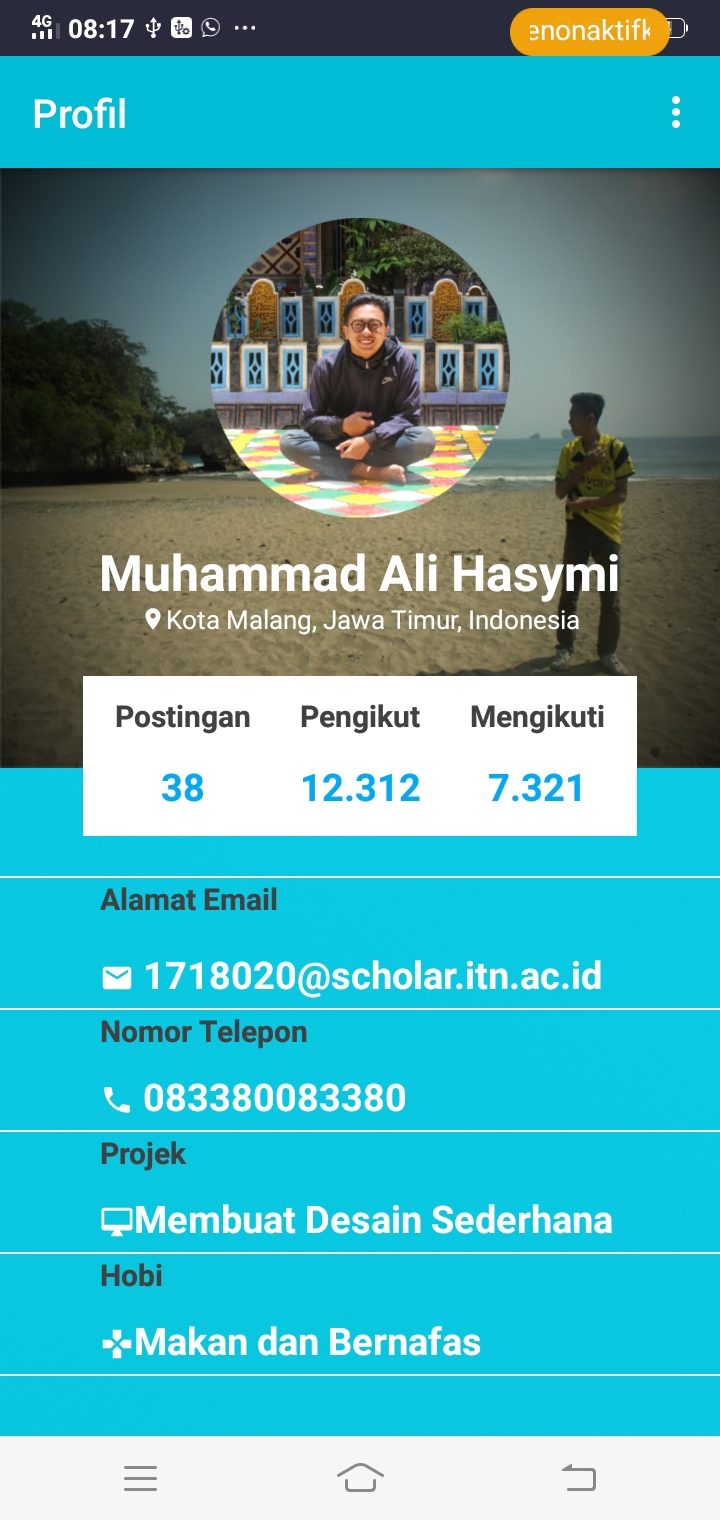 4G 08:17
enonaktifk
Profil
Muhammad Ali Hasymi
Kota Malang, Jawa Timur, Indonesia
Postingan Pengikut Mengikuti
38 12.312 7.321
Alamat Email
1718020@scholar.itn.ac.id
Nomor Telepon
083380083380
Projek
Membuat Desain Sederhana
Hobi
Makan dan Bernafas